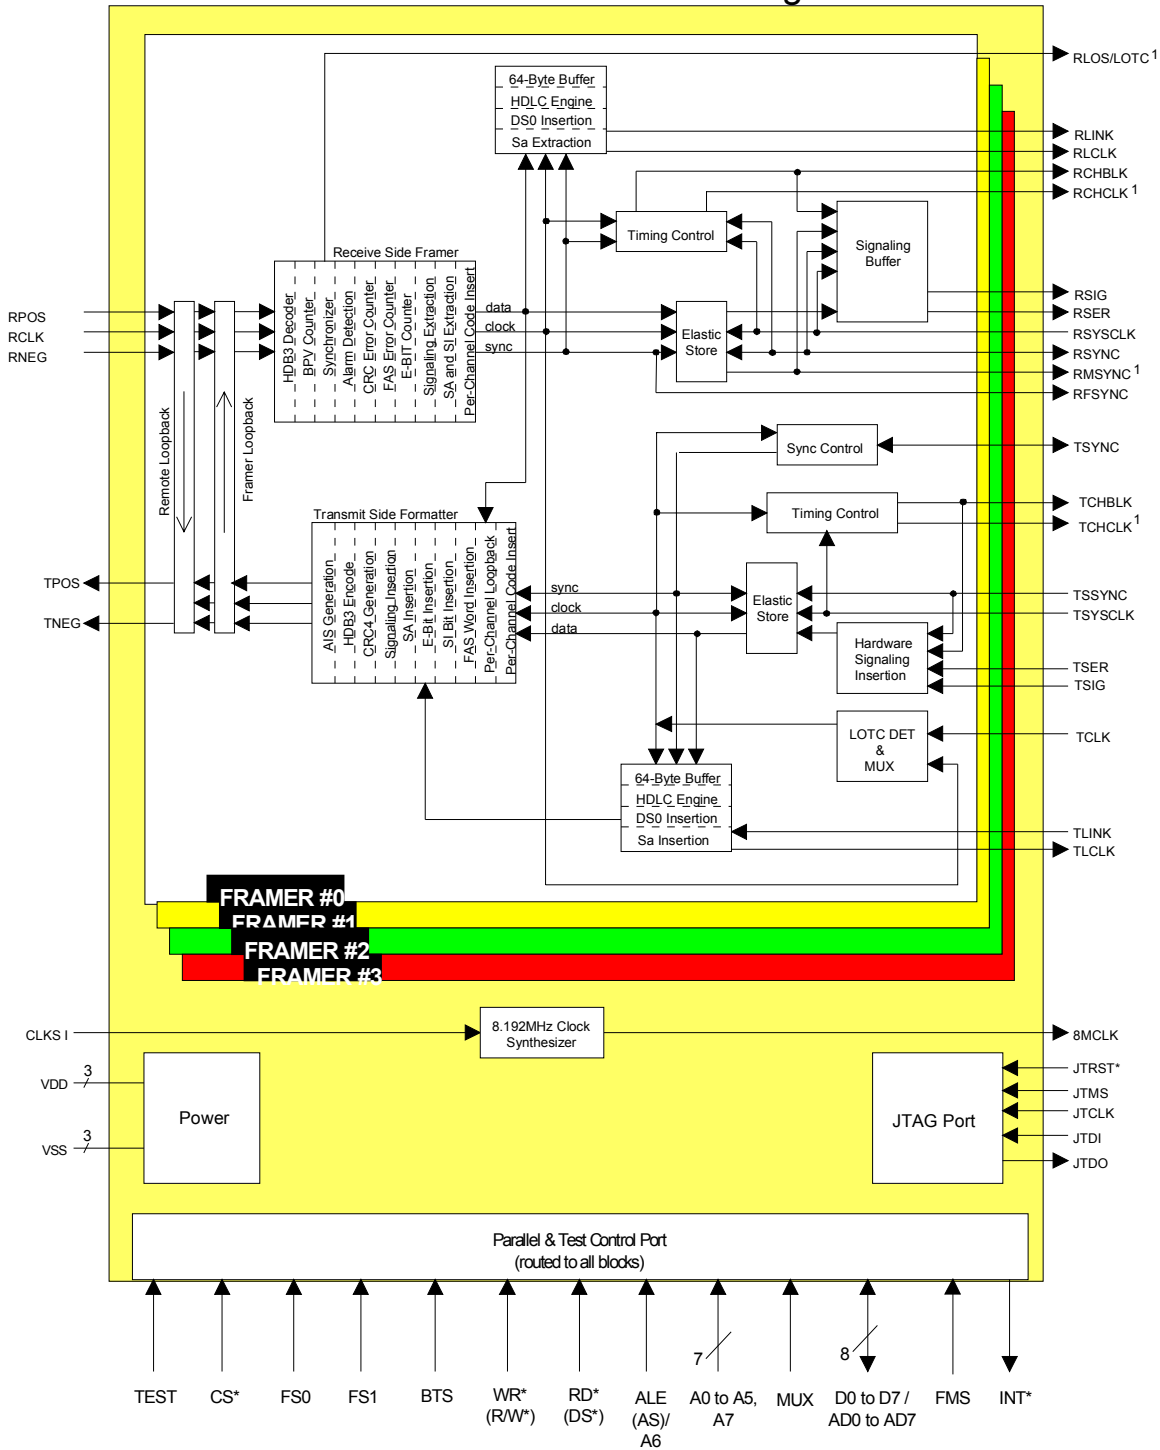 RLOS/LOTC 1
64-Byte Buffer
HDLC Engine
DS0 Insertion
Sa Extraction
RLINK
RLCLK
RCHBLK
RCHCLK 1
Timing Control
Signaling
Buffer
Receive Side Framer
HDB3 Decoder
BPV Counter
Synchronizer
Alarm Detection
CRC Error Counter
FAS Error Counter
E-BIT Counter
Signaling Extraction
SA and SI Extraction
Per-Channel Code Insert
data
clock
sync
Elastic
Store
RPOS
RCLK
RNEG
RSIG
RSER
RSYSCLK
RSYNC
RMSYNC 1
RFSYNC
Remote Loopback
Framer Loopback
Sync Control
TSYNC
Transmit Side Formatter
AIS Generation
HDB3 Encode
CRC4 Generation
Signaling Insertion
SA Insertion
E-Bit Insertion
SI Bit Insertion
FAS Word Insertion
Per-Channel Loopback
Per-Channel Code Insert
Timing Control
TCHBLK
TCHCLK 1
TPOS
TNEG
sync
clock
data
Elastic
Store
TSSYNC
TSYSCLK
Hardware
Signaling
Insertion
TSER
TSIG
LOTC DET
&
MUX
TCLK
64-Byte Buffer
HDLC Engine
DS0 Insertion
Sa Insertion
TLINK
TLCLK
FRAMER #0
FRAMER #1
FRAMER #2
FRAMER #3
CLKS I
8.192MHz Clock
Synthesizer
8MCLK
VDD
3
VSS
3
Power
JTAG Port
JTRST*
JTMS
JTCLK
JTDI
JTDO
Parallel & Test Control Port
(routed to all blocks)
7
8
TEST
CS*
FS0
FS1
BTS
WR*
(R/W*)
RD*
(DS*)
ALE
(AS)/
A6
A0 to A5,
A7
MUX
D0 to D7 /
AD0 to AD7
FMS
INT*